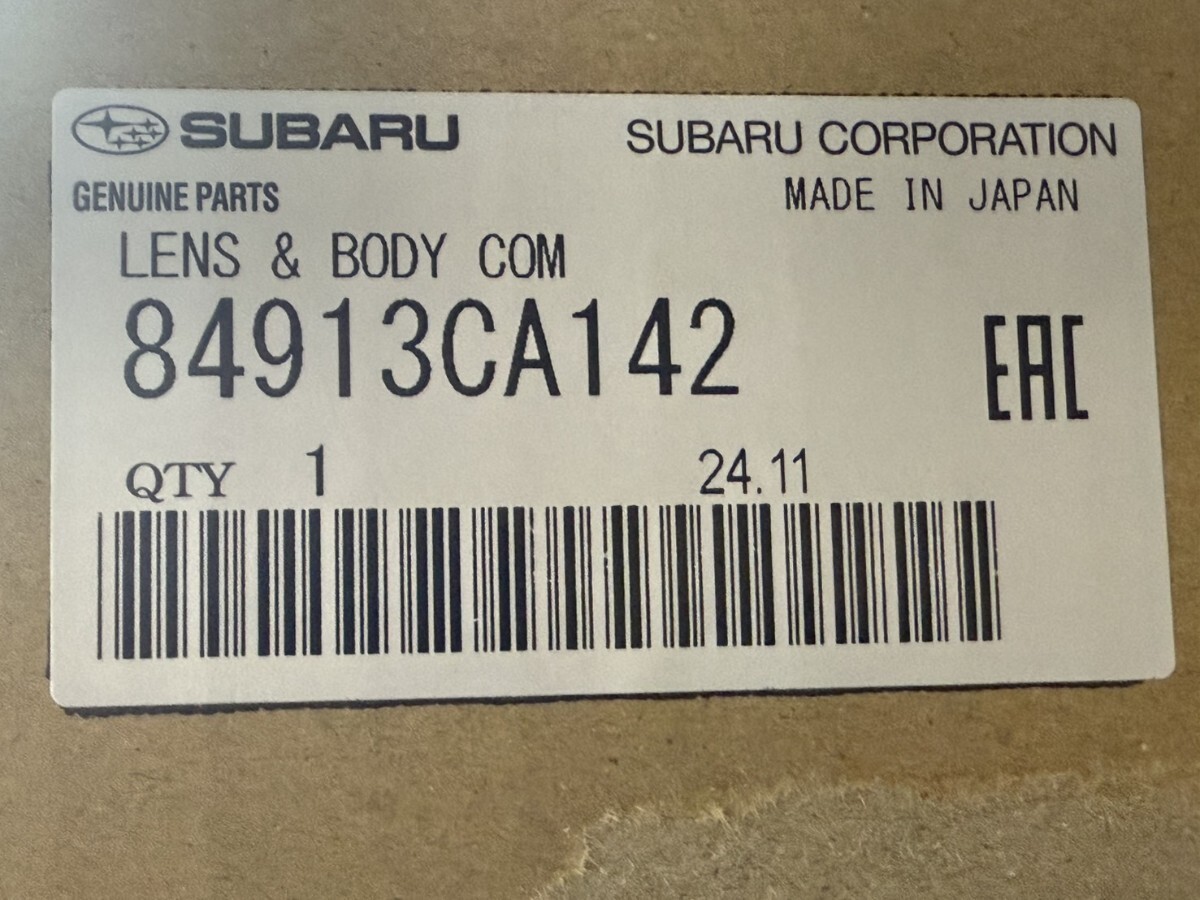 SUBARU SUBARU CORPORATION
GENUINE PARTS MADE IN JAPAN
LENS & BODY COM
84913CA142
EAC
QTY 1 24.11